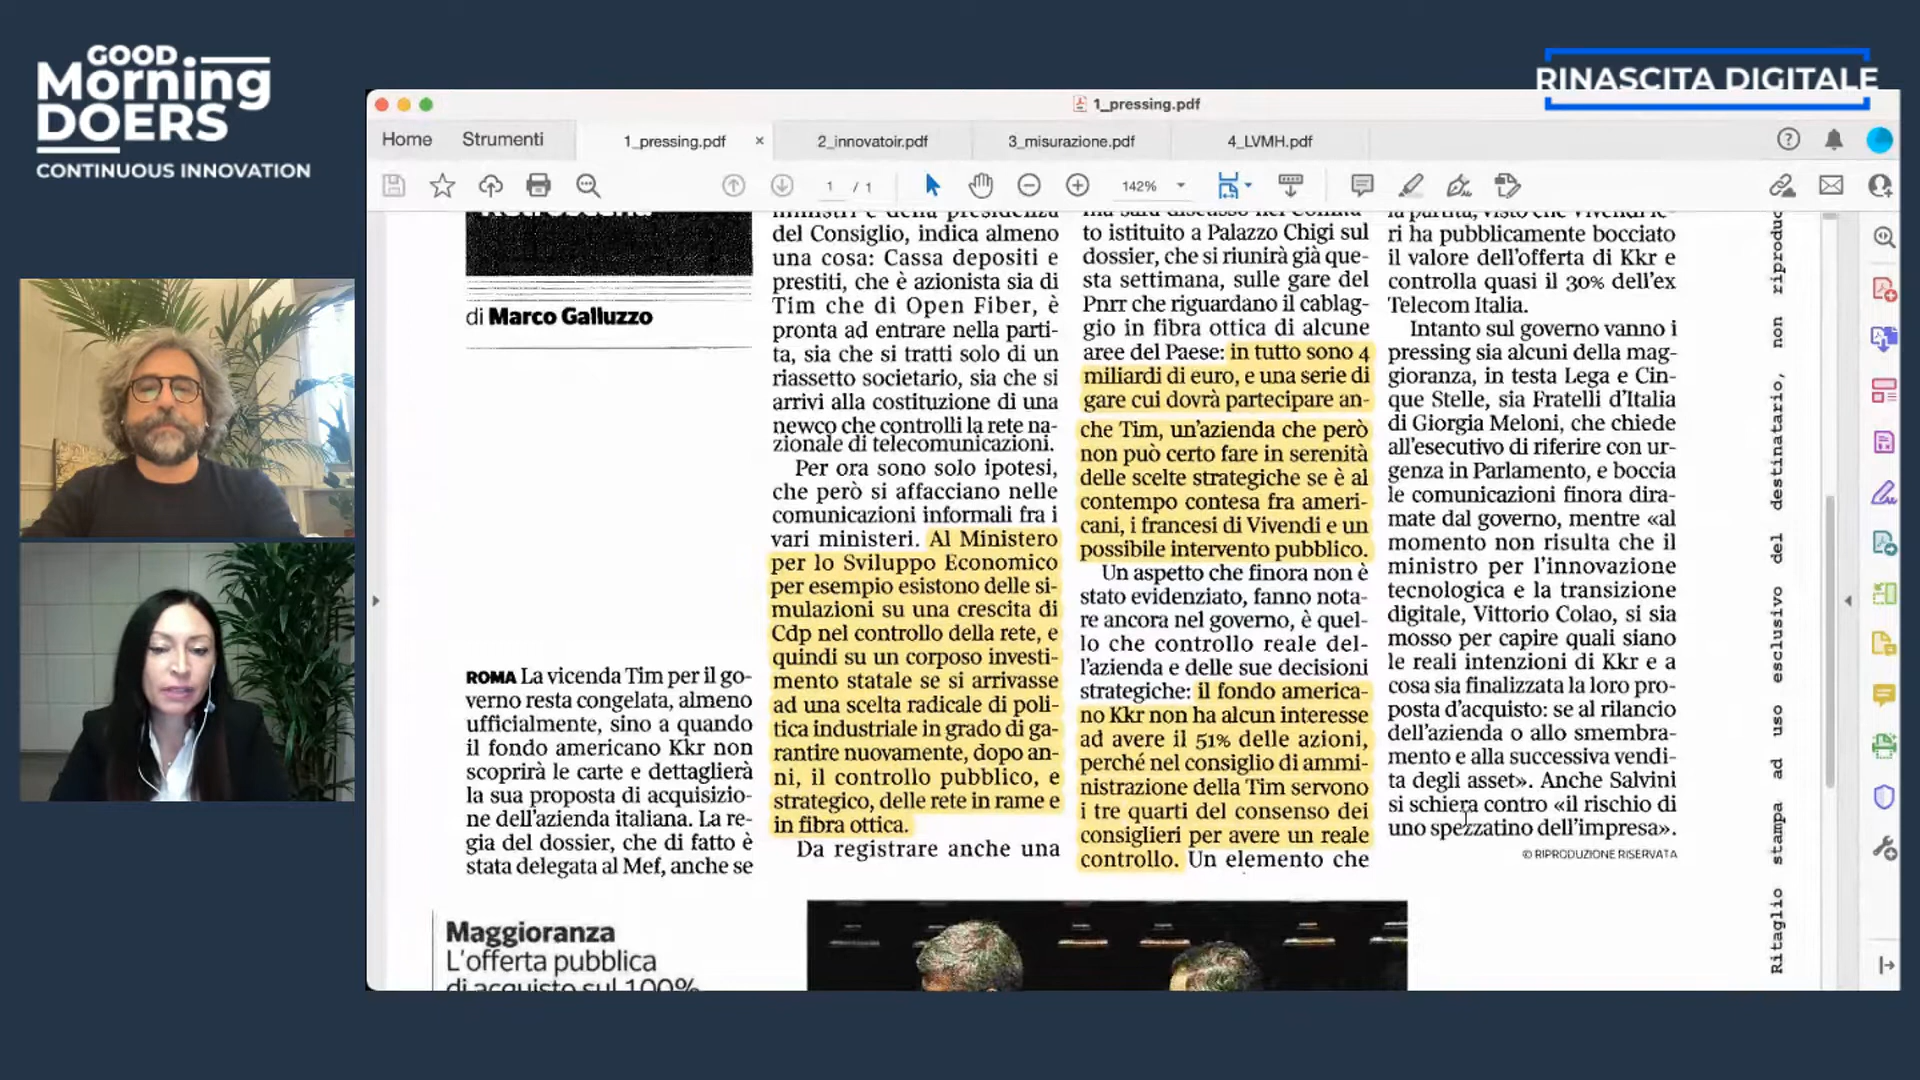 GOOD
Morning
DOERS
CONTINUOUS INNOVATION
RINASCITA DIGITALE
1_pressing.pdf
Home
Strumenti
1_pressing.pdf
×
2_innovatoir.pdf
3_misurazione.pdf
4_LVMH.pdf
1 / 1
142%
di Marco Galluzzo
ROMA La vicenda Tim per il go-
verno resta congelata, almeno
ufficialmente, sino a quando
il fondo americano Kkr non
scoprirà le carte e dettaglierà
la sua proposta di acquisizio-
ne dell'azienda italiana. La re-
gia del dossier, che di fatto è
stata delegata al Mef, anche se
ministri e della presidenza
del Consiglio, indica almeno
una cosa: Cassa depositi e
prestiti, che è azionista sia di
Tim che di Open Fiber, è
pronta ad entrare nella parti-
ta, sia che si tratti solo di un
riassetto societario, sia che si
arrivi alla costituzione di una
newco che controlli la rete na-
zionale di telecomunicazioni.
Per ora sono solo ipotesi,
che però si affacciano nelle
comunicazioni informali fra i
vari ministeri. Al Ministero
per lo Sviluppo Economico
per esempio esistono delle si-
mulazioni su una crescita di
Cdp nel controllo della rete, e
quindi su un corposo investi-
mento statale se si arrivasse
ad una scelta radicale di poli-
tica industriale in grado di ga-
rantire nuovamente, dopo an-
ni, il controllo pubblico, e
strategico, delle rete in rame e
in fibra ottica.
Da registrare anche una
ma sarà discusso nel Comita-
to istituito a Palazzo Chigi sul
dossier, che si riunirà già que-
sta settimana, sulle gare del
Pnrr che riguardano il cablag-
gio in fibra ottica di alcune
aree del Paese: in tutto sono 4
miliardi di euro, e una serie di
gare cui dovrà partecipare an-
che Tim, un'azienda che però
non può certo fare in serenità
delle scelte strategiche se è al
contempo contesa fra ameri-
cani, i francesi di Vivendi e un
possibile intervento pubblico.
Un aspetto che finora non è
stato evidenziato, fanno nota-
re ancora nel governo, è quel-
lo che controllo reale del-
l'azienda e delle sue decisioni
strategiche: il fondo america-
no Kkr non ha alcun interesse
ad avere il 51% delle azioni,
perché nel consiglio di ammi-
nistrazione della Tim servono
i tre quarti del consenso dei
consiglieri per avere un reale
controllo. Un elemento che
la partita, visto che Vivendi ie-
ri ha pubblicamente bocciato
il valore dell'offerta di Kkr e
controlla quasi il 30% dell'ex
Telecom Italia.
Intanto sul governo vanno i
pressing sia alcuni della mag-
gioranza, in testa Lega e Cin-
que Stelle, sia Fratelli d'Italia
di Giorgia Meloni, che chiede
all'esecutivo di riferire con ur-
genza in Parlamento, e boccia
le comunicazioni finora dira-
mate dal governo, mentre «al
momento non risulta che il
ministro per l'innovazione
tecnologica e la transizione
digitale, Vittorio Colao, si sia
mosso per capire quali siano
le reali intenzioni di Kkr e a
cosa sia finalizzata la loro pro-
posta d'acquisto: se al rilancio
dell'azienda o allo smembra-
mento e alla successiva vendi-
ta degli asset». Anche Salvini
si schiera contro «il rischio di
uno spezzatino dell'impresa».
© RIPRODUZIONE RISERVATA
Ritaglio stampa ad uso esclusivo del destinatario, non riproduc
Maggioranza
L'offerta pubblica
di acquisto sul 100%